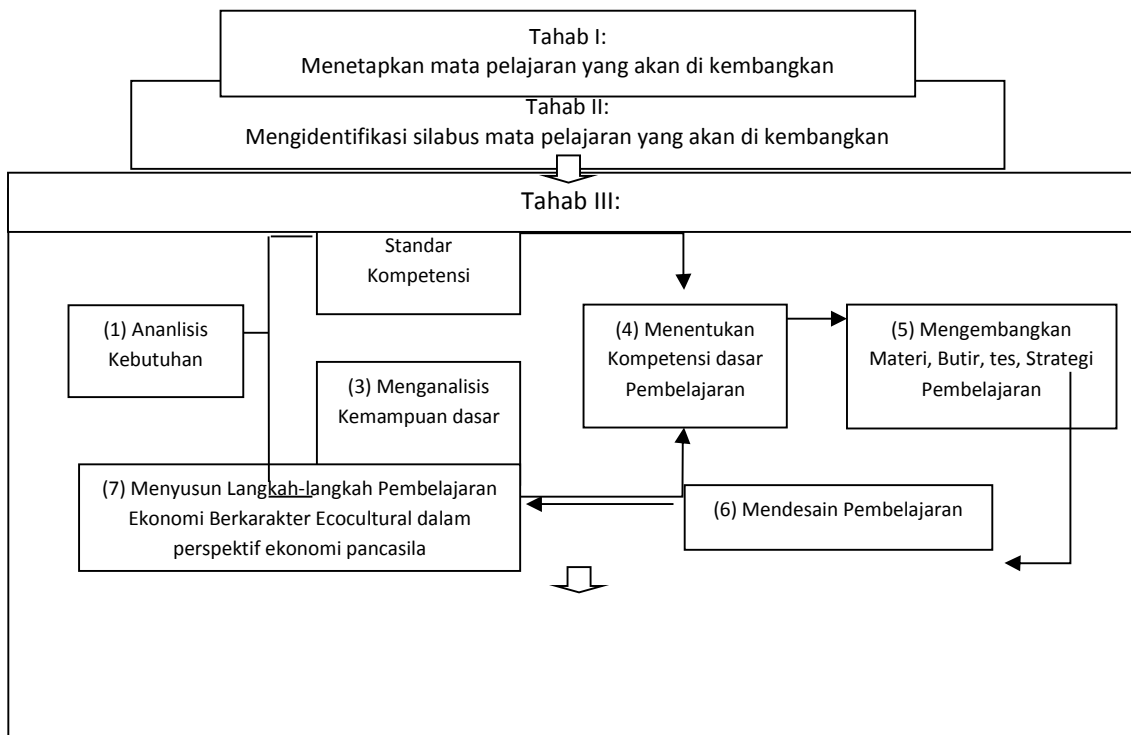 Tahab I:
Menetapkan mata pelajaran yang akan di kembangkan
Tahab II:
Mengidentifikasi silabus mata pelajaran yang akan di kembangkan
Tahab III:
Standar
Kompetensi
(1) Ananlisis
Kebutuhan
(3) Menganalisis
Kemampuan dasar
(4) Menentukan
Kompetensi dasar
Pembelajaran
(5) Mengembangkan
Materi, Butir, tes, Strategi
Pembelajaran
(7) Menyusun Langkah-langkah Pembelajaran
Ekonomi Berkarakter Ecocultural dalam
perspektif ekonomi pancasila
(6) Mendesain Pembelajaran